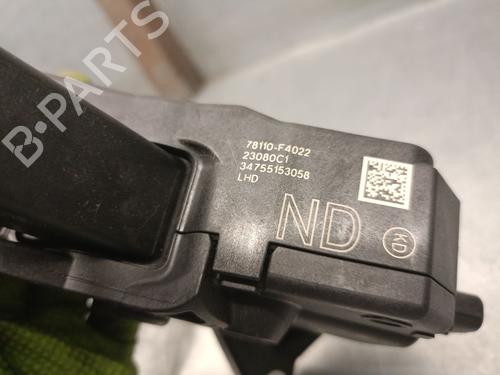 B-PARTS
78110-F4022
23080C1
34755153058
LHD
ND
KD